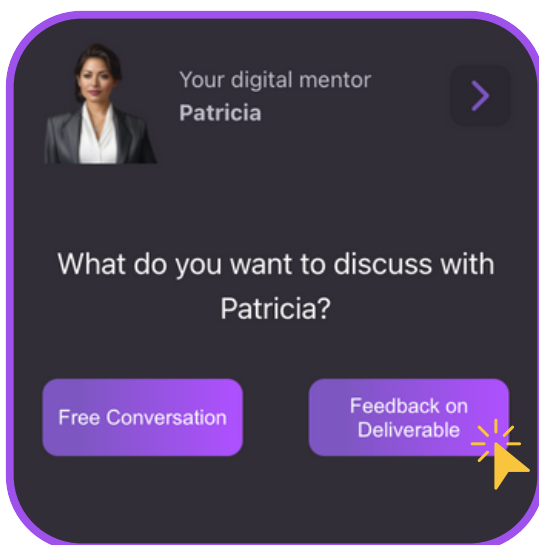 Your digital mentor
Patricia
What do you want to discuss with
Patricia?
Free Conversation
Feedback on
Deliverable